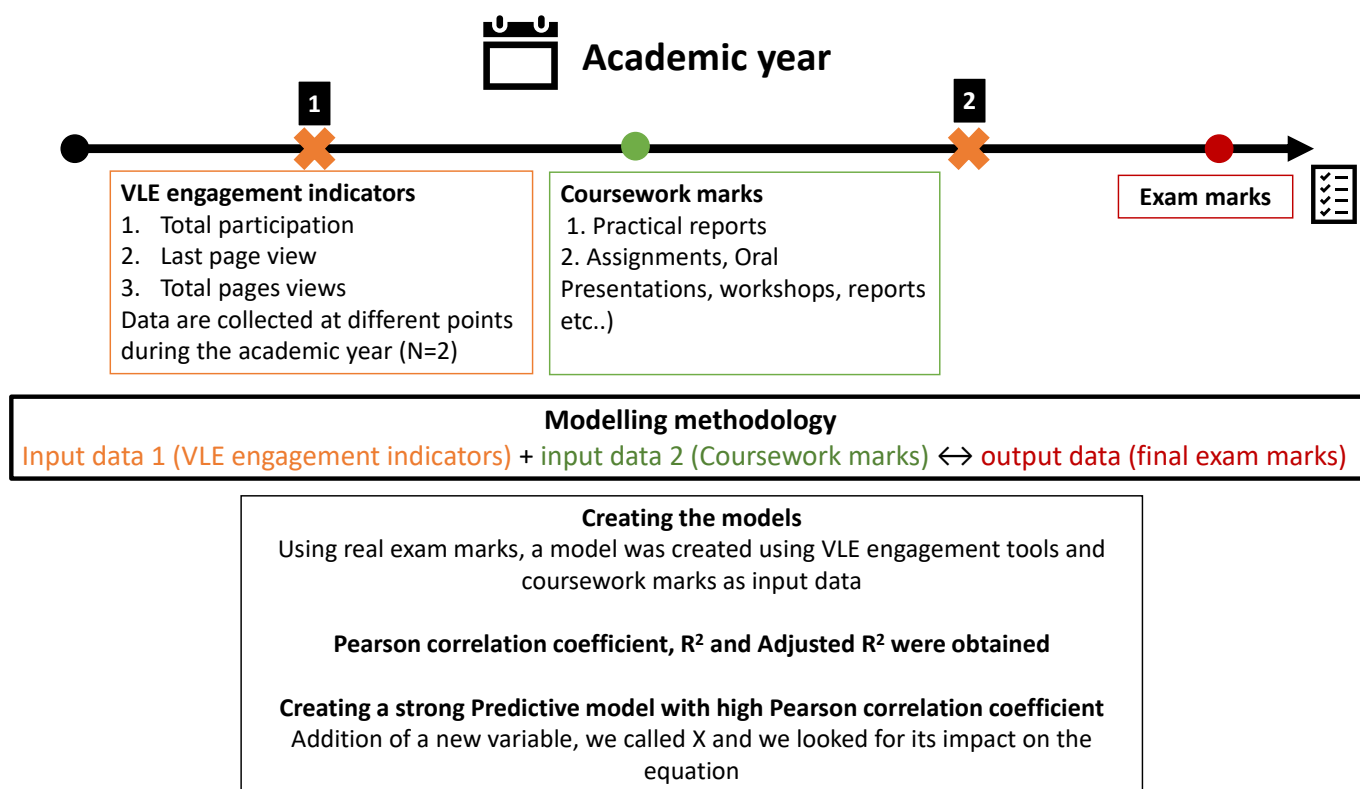 Academic year
1
2
VLE engagement indicators
1. Total participation
2. Last page view
3. Total pages views
Data are collected at different points
during the academic year (N=2)
Coursework marks
1. Practical reports
2. Assignments, Oral
Presentations, workshops, reports
etc..)
Exam marks
Modelling methodology
Input data 1 (VLE engagement indicators) + input data 2 (Coursework marks) ↔ output data (final exam marks)
Creating the models
Using real exam marks, a model was created using VLE engagement tools and
coursework marks as input data
Pearson correlation coefficient, R² and Adjusted R² were obtained
Creating a strong Predictive model with high Pearson correlation coefficient
Addition of a new variable, we called X and we looked for its impact on the
equation